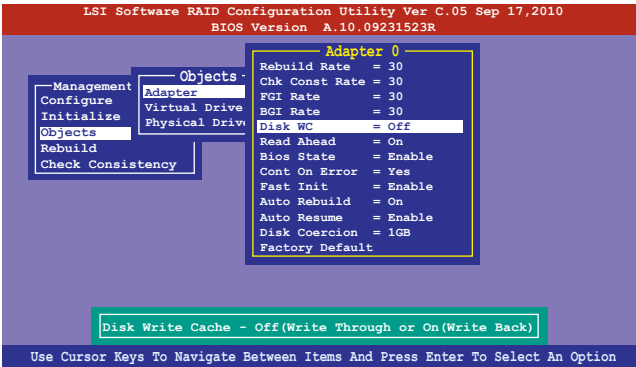 LSI Software RAID Configuration Utility Ver C.05 Sep 17,2010
BIOS Version A.10.09231523R
Management
Configure
Initialize
Objects
Rebuild
Check Consistency
Objects
Adapter
Virtual Drive
Physical Driv
Adapter 0
Rebuild Rate = 30
Chk Const Rate = 30
FGI Rate = 30
BGI Rate = 30
Disk WC = Off
Read Ahead = On
Bios State = Enable
Cont On Error = Yes
Fast Init = Enable
Auto Rebuild = On
Auto Resume = Enable
Disk Coercion = 1GB
Factory Default
Disk Write Cache - Off(Write Through or On(Write Back)
Use Cursor Keys To Navigate Between Items And Press Enter To Select An Option